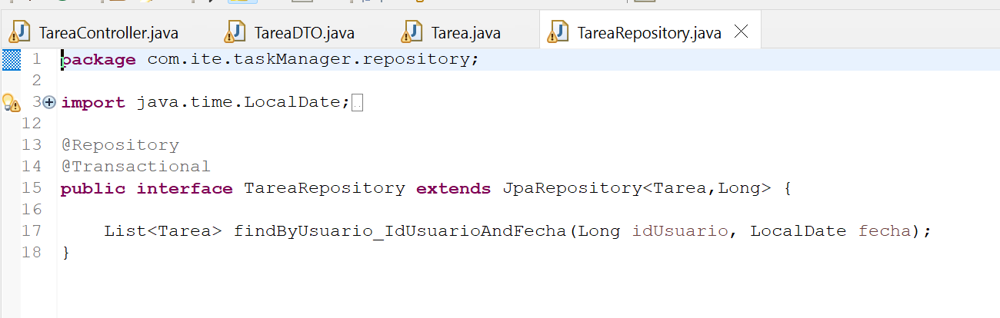 TareaController.java TareaDTO.java Tarea.java TareaRepository.java
1 package com.ite.taskManager.repository;
2
3 import java.time.LocalDate;
12
13 @Repository
14 @Transactional
15 public interface TareaRepository extends JpaRepository<Tarea,Long> {
16
17 List<Tarea> findByUsuario_IdUsuarioAndFecha(Long idUsuario, LocalDate fecha);
18 }